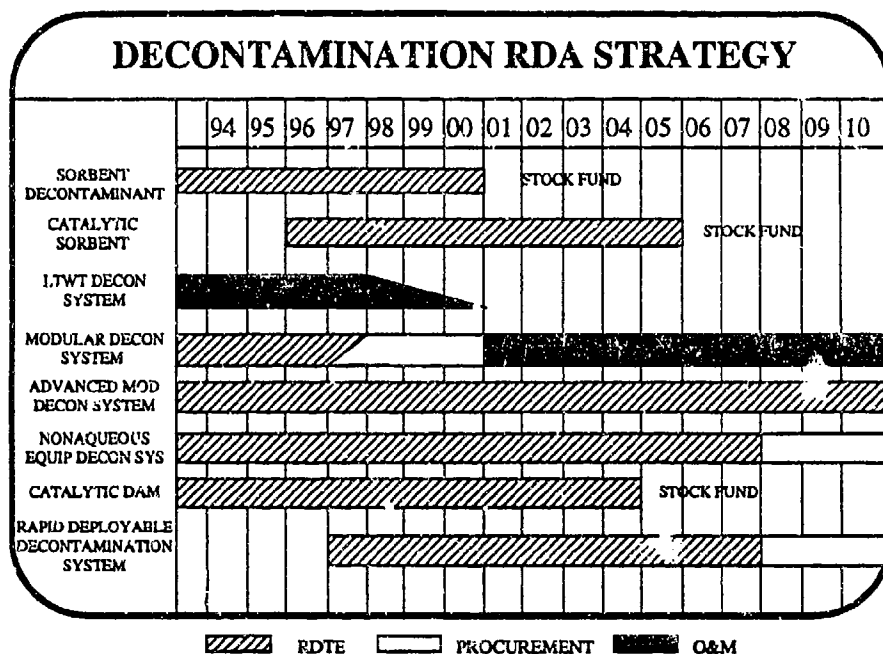 DECONTAMINATION RDA STRATEGY
94 95 96 97 98 99 00 01 02 03 04 05 06 07 08 09 10
SORBENT
DECONTAMINANT
STOCK FUND
CATALYTIC
SORBENT
STOCK FUND
LTWT DECON
SYSTEM
MODULAR DECON
SYSTEM
ADVANCED MOD
DECON SYSTEM
NONAQUEOUS
EQUIP DECON SYS
CATALYTIC DAM
STOCK FUND
RAPID DEPLOYABLE
DECONTAMINATION
SYSTEM
RDTE PROCUREMENT O&M